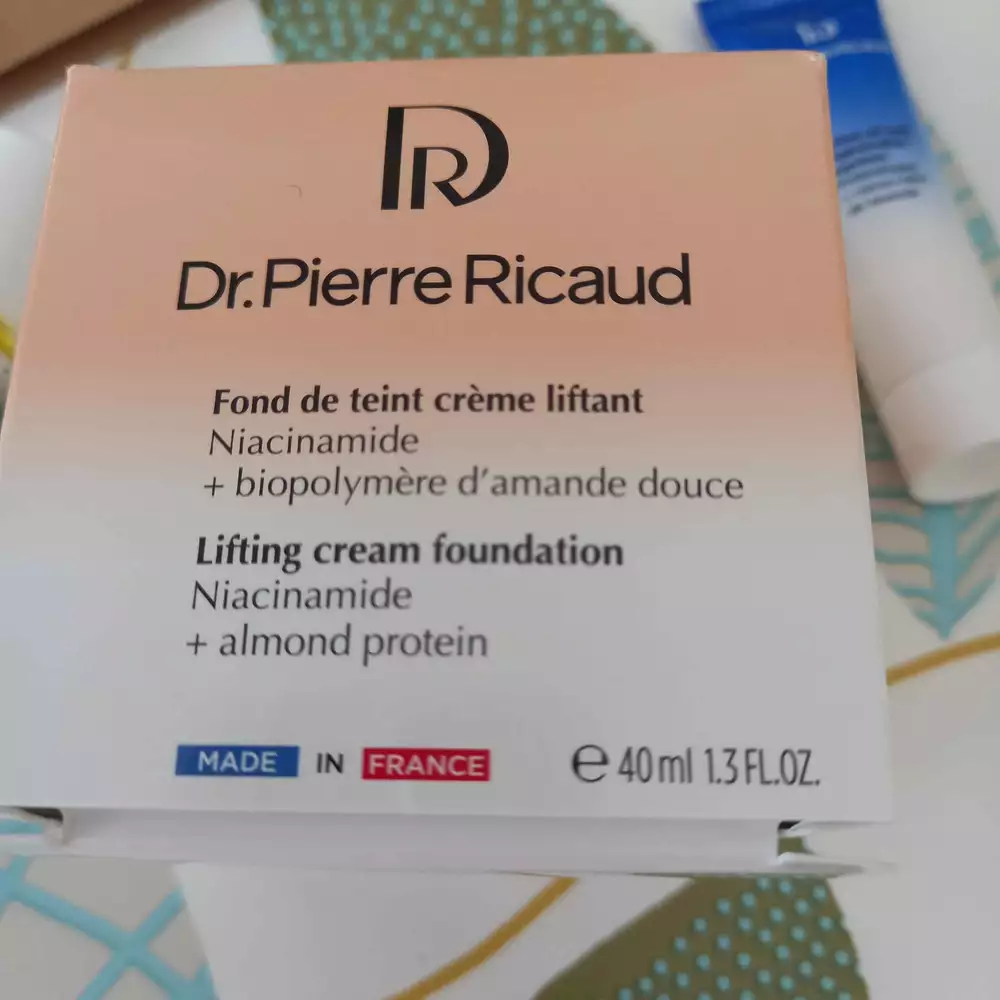 DR
Dr. Pierre Ricaud
Fond de teint crème liftant
Niacinamide
+ biopolymère d'amande douce
Lifting cream foundation
Niacinamide
+ almond protein
MADE IN FRANCE
℮ 40 ml 1.3 FL.OZ.